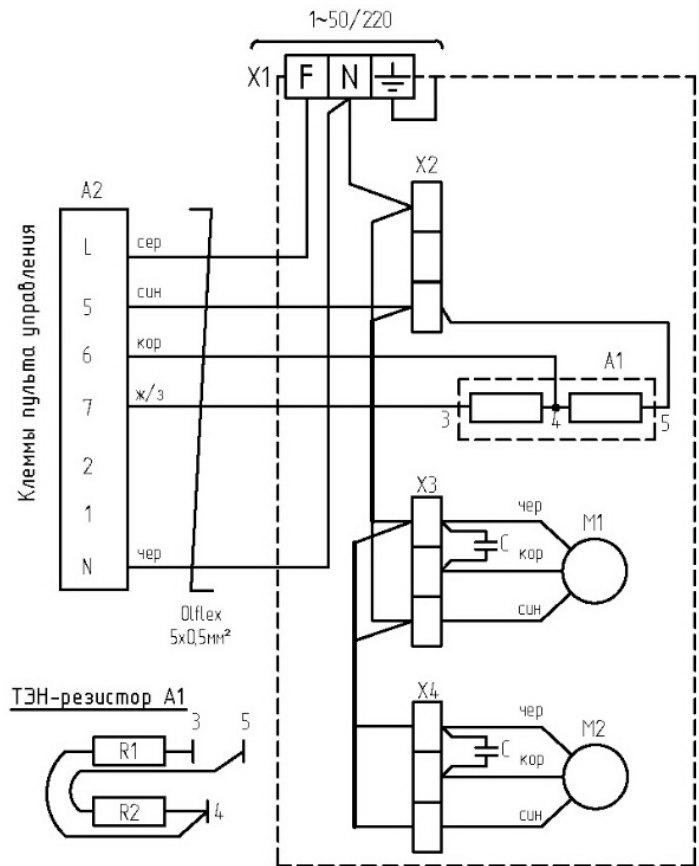 1~50/220
X1 F N
A2
X2
Клеммы пульта управления
L сер
5 син
6 кор
7 ж/з
2
1
N чер
Olflex
5x0,5мм²
A1
3 4 5
X3
чер
C кор
син
M1
X4
чер
C кор
син
M2
ТЭН-резистор A1
3 5
R1
R2 4